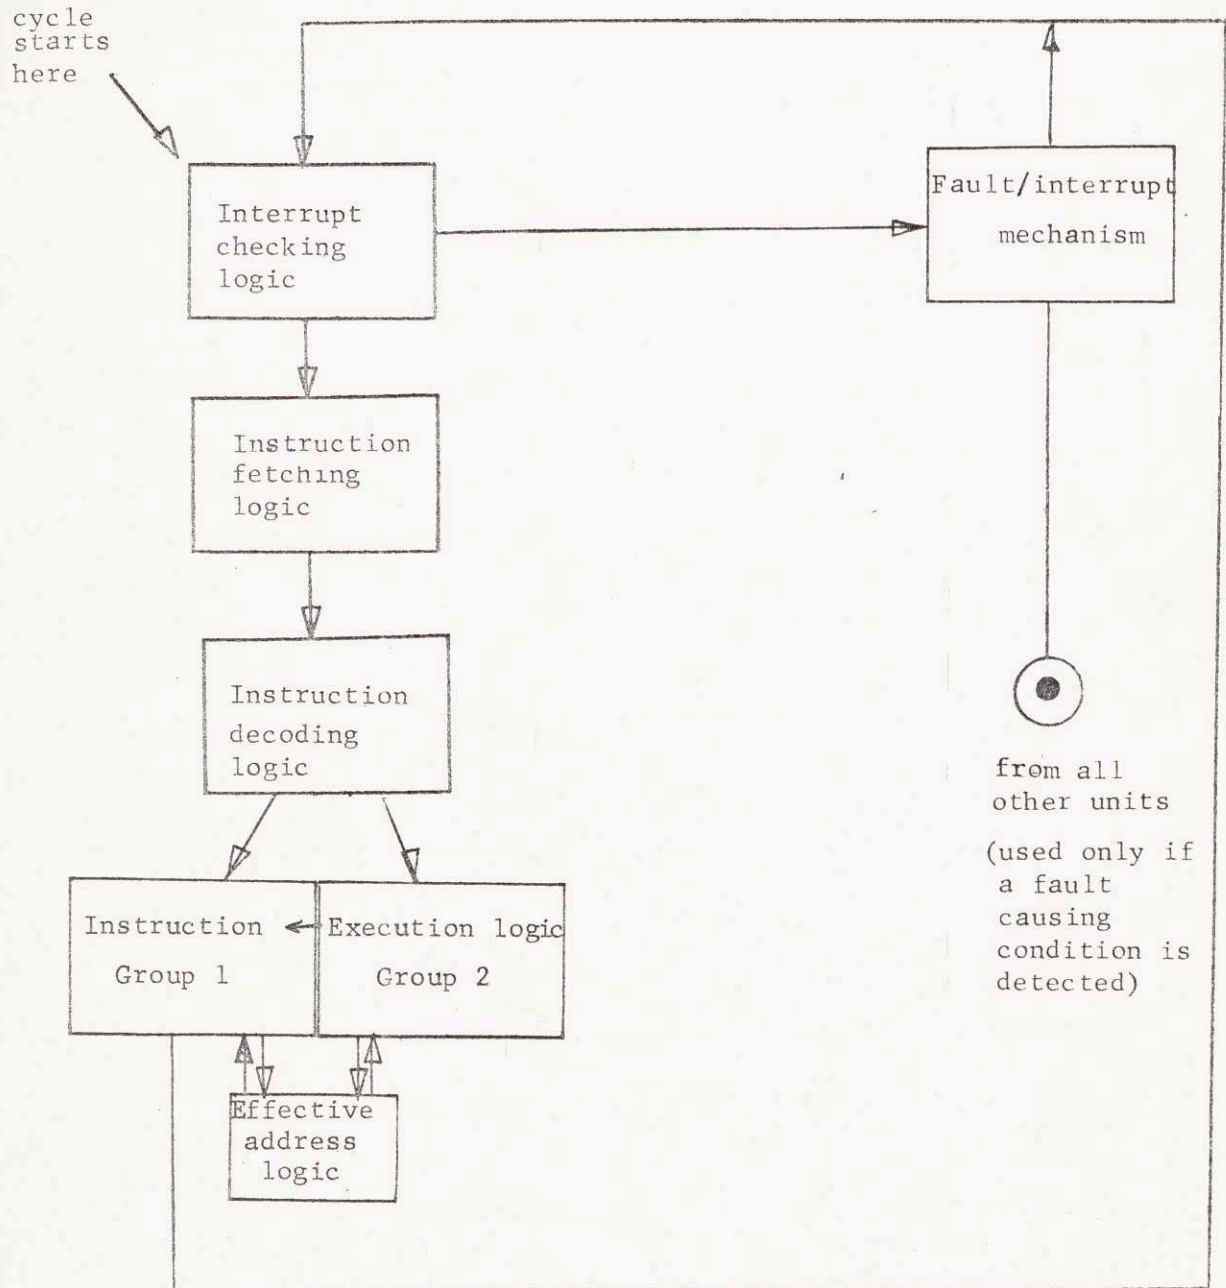 cycle
starts
here
Interrupt
checking
logic
Fault/interrupt
mechanism
Instruction
fetching
logic
Instruction
decoding
logic
from all
other units
(used only if
a fault
causing
condition is
detected)
Instruction
Group 1
Execution logic
Group 2
Effective
address
logic